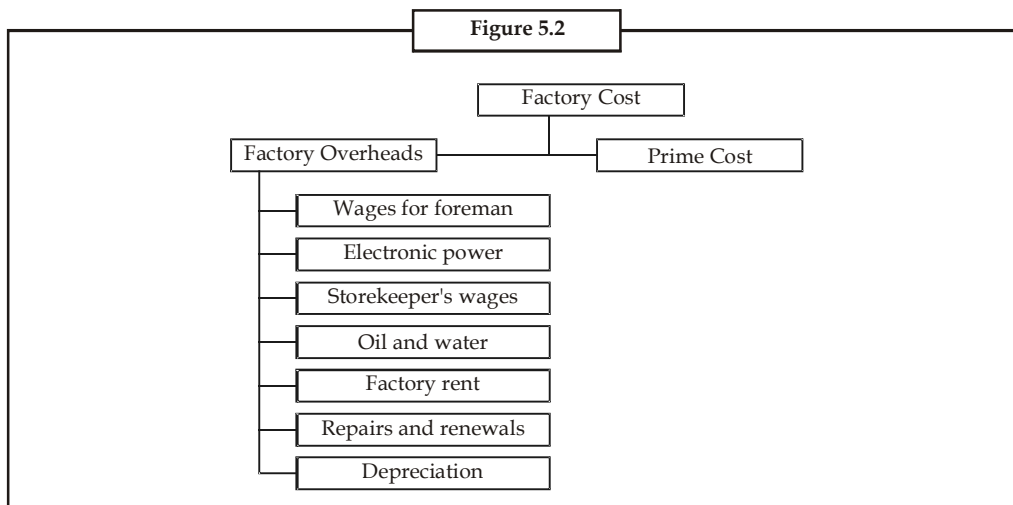 Figure 5.2
Factory Cost
Factory Overheads
Prime Cost
Wages for foreman
Electronic power
Storekeeper's wages
Oil and water
Factory rent
Repairs and renewals
Depreciation